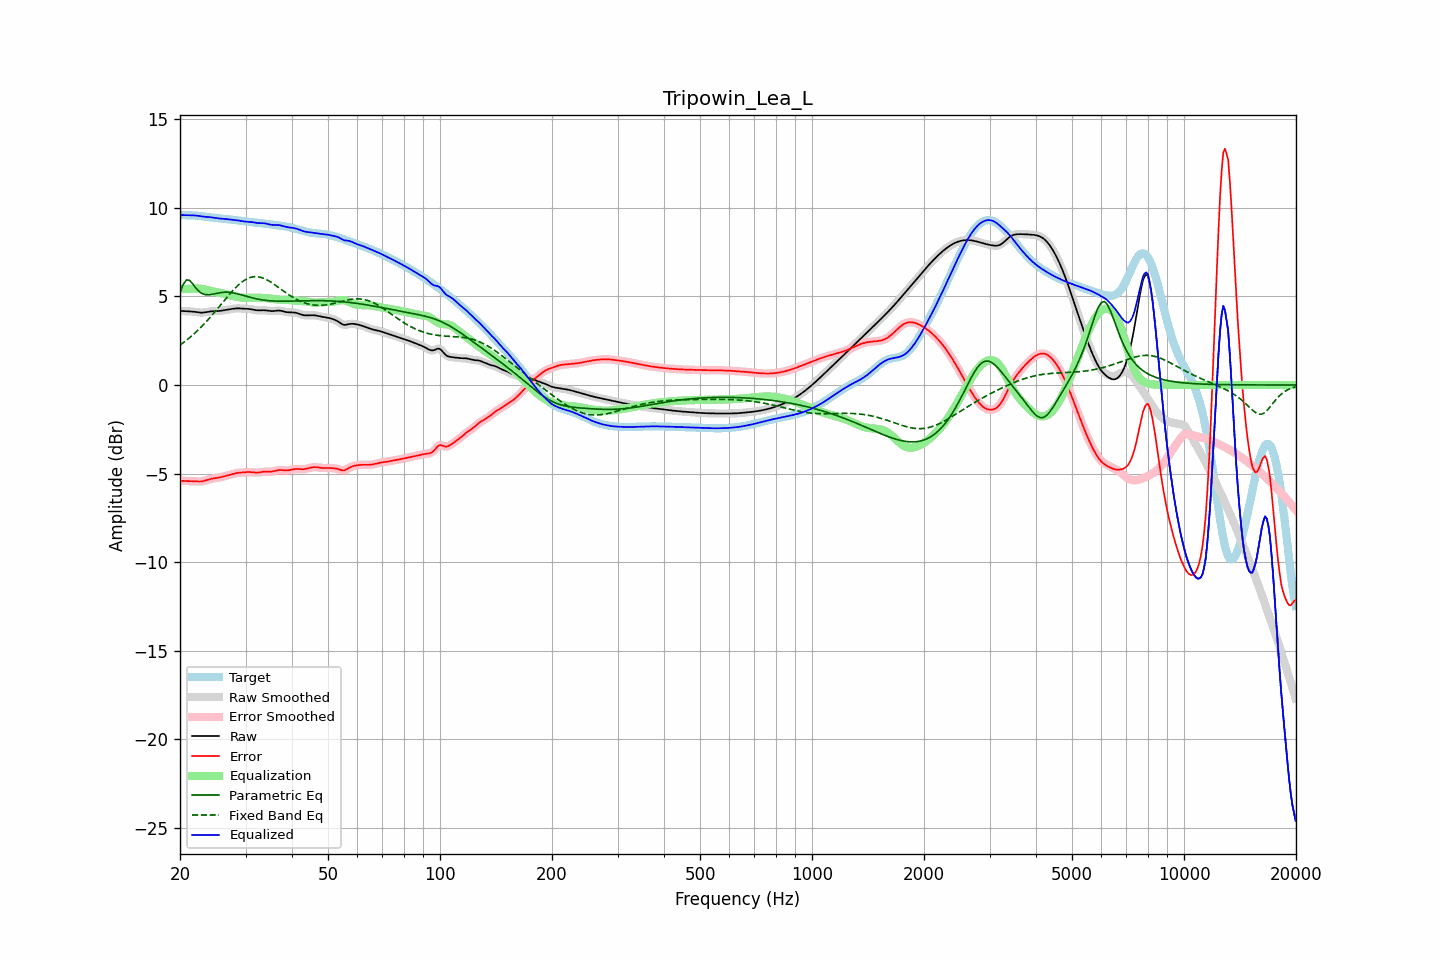 Tripowin_Lea_L
15
10
5
0
−5
−10
−15
−20
−25
Amplitude (dBr)
Target
Raw Smoothed
Error Smoothed
Raw
Error
Equalization
Parametric Eq
Fixed Band Eq
Equalized
20 50 100 200 500 1000 2000 5000 10000 20000
Frequency (Hz)